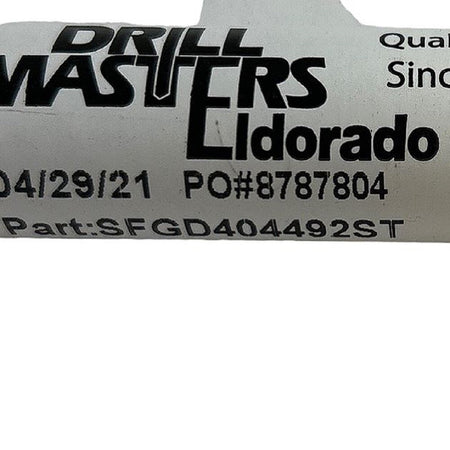 DRILL
MASTERS
Eldorado
Qual
Sinc
04/29/21 PO#8787804
Part:SFGD404492ST